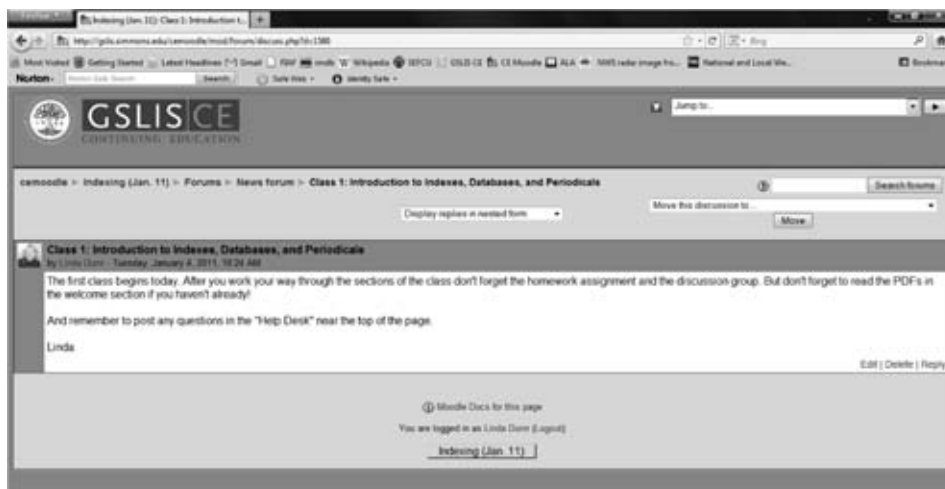 Indexing (Jan. 11): Class 1: Introduction t...
http://gslis.simmons.edu/cemoodle/mod/forum/discuss.php?d=1380
Most Visited Getting Started Latest Headlines Gmail imdb Wikipedia SEFCU GSLIS CE CE Moodle ALA NWS radar image fro... National and Local We...
Norton Search Safe Web Identity Safe
GSLIS CE
CONTINUING EDUCATION
Jump to...
cemoodle Indexing (Jan. 11) Forums News forum Class 1: Introduction to Indexes, Databases, and Periodicals
Search forums
Display replies in nested form
Move this discussion to...
Move
Class 1: Introduction to Indexes, Databases, and Periodicals
by Linda Dunn - Tuesday, January 4, 2011, 10:24 AM
The first class begins today. After you work your way through the sections of the class don't forget the homework assignment and the discussion group. But don't forget to read the PDFs in
the welcome section if you haven't already!
And remember to post any questions in the "Help Desk" near the top of the page.
Linda
Edit | Delete | Reply
Moodle Docs for this page
You are logged in as Linda Dunn (Logout)
Indexing (Jan. 11)